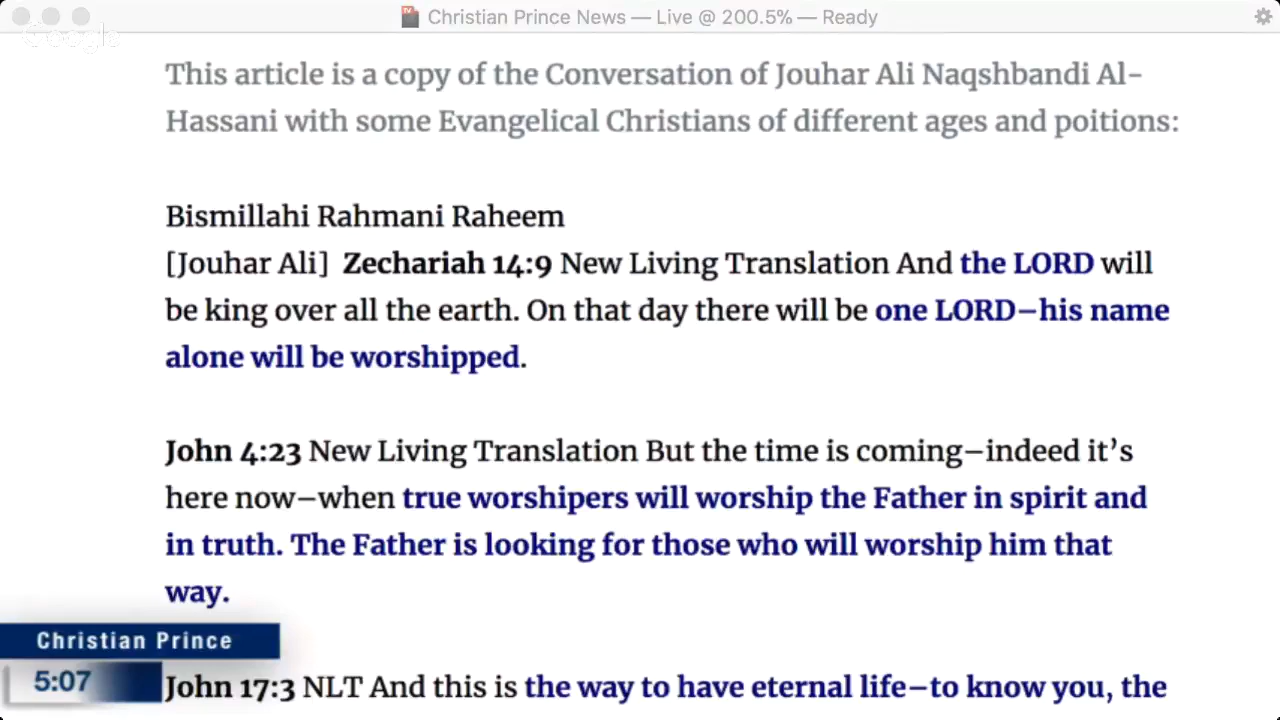 Christian Prince News — Live @ 200.5% — Ready
Google
This article is a copy of the Conversation of Jouhar Ali Naqshbandi Al-
Hassani with some Evangelical Christians of different ages and poitions:
Bismillahi Rahmani Raheem
[Jouhar Ali] Zechariah 14:9 New Living Translation And the LORD will
be king over all the earth. On that day there will be one LORD–his name
alone will be worshipped.
John 4:23 New Living Translation But the time is coming–indeed it's
here now–when true worshipers will worship the Father in spirit and
in truth. The Father is looking for those who will worship him that
way.
Christian Prince
5:07
John 17:3 NLT And this is the way to have eternal life–to know you, the